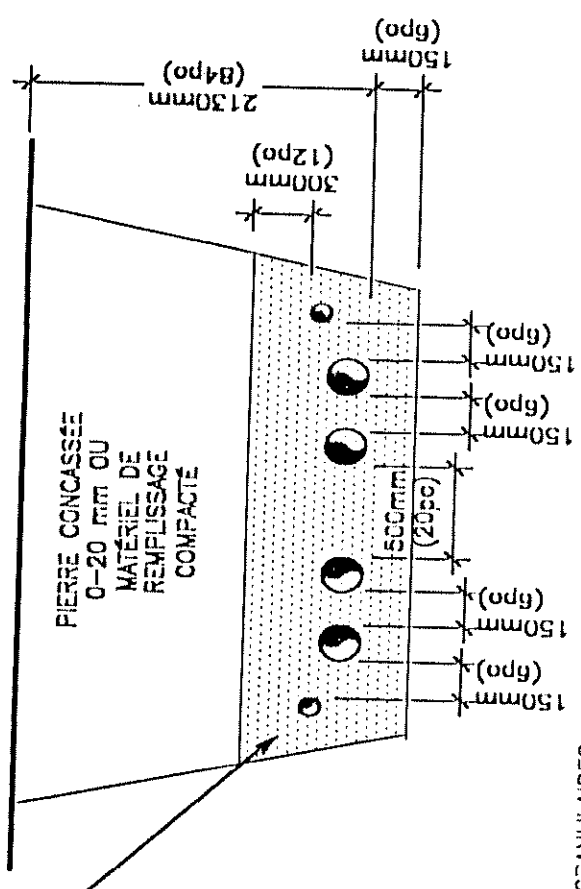 PIERRE CONCASSÉE
0-20 mm OU
MATÉRIEL DE
REMPLISSAGE
COMPACTÉ
2130mm
(84po)
300mm
(12po)
150mm
(6po)
150mm
(6po)
150mm
(6po)
500mm
(20po)
150mm
(6po)
150mm
(6po)